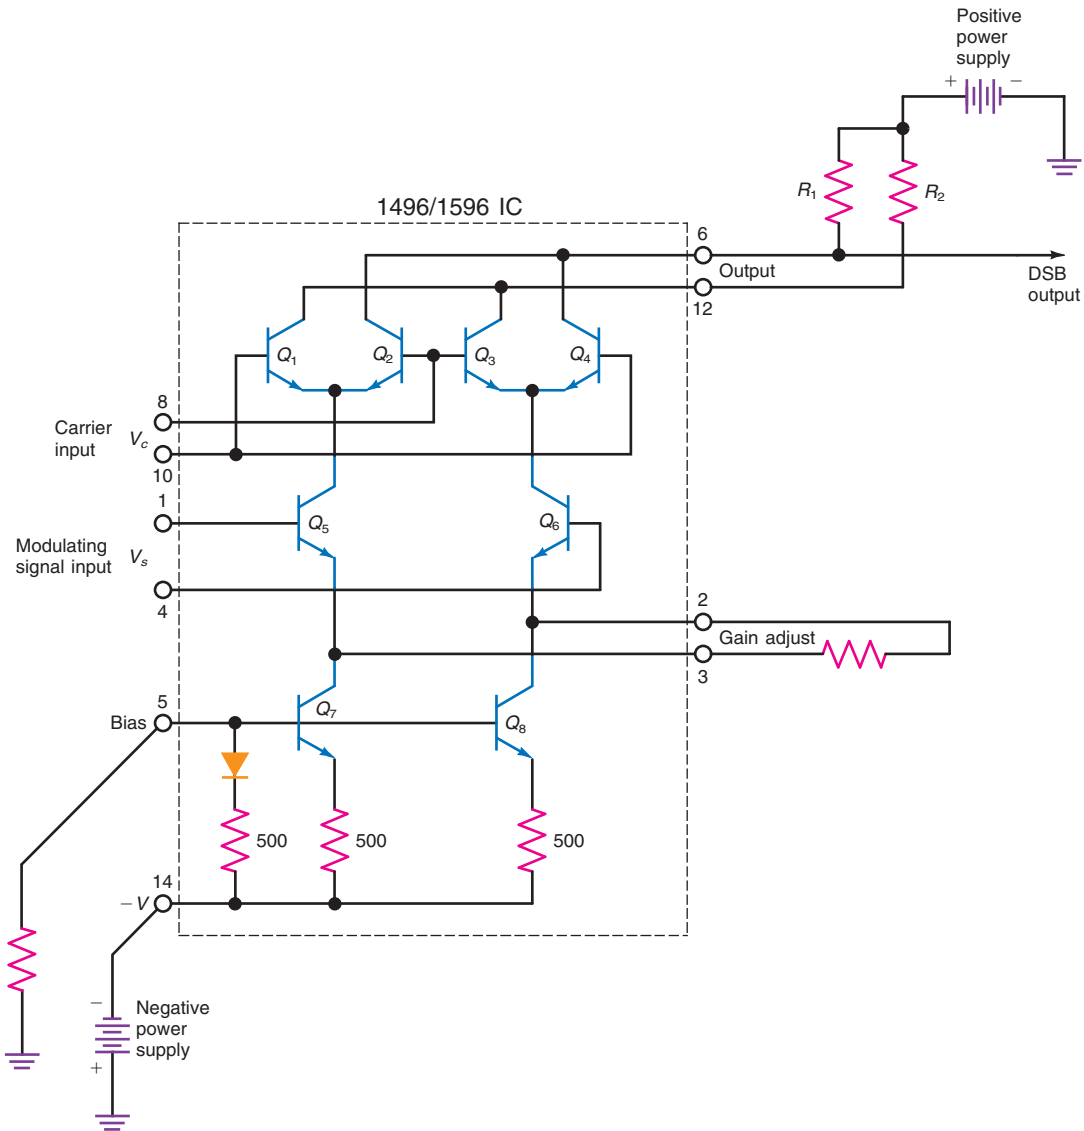 Positive
power
supply
+ −
R1
R2
1496/1596 IC
6
Output
DSB
output
12
Q1
Q2
Q3
Q4
8
Carrier
input
Vc
10
1
Q5
Q6
Modulating
signal input
Vs
4
2
Gain adjust
3
5
Bias
Q7
Q8
500
500
500
14
−V
−
Negative
power
supply
+